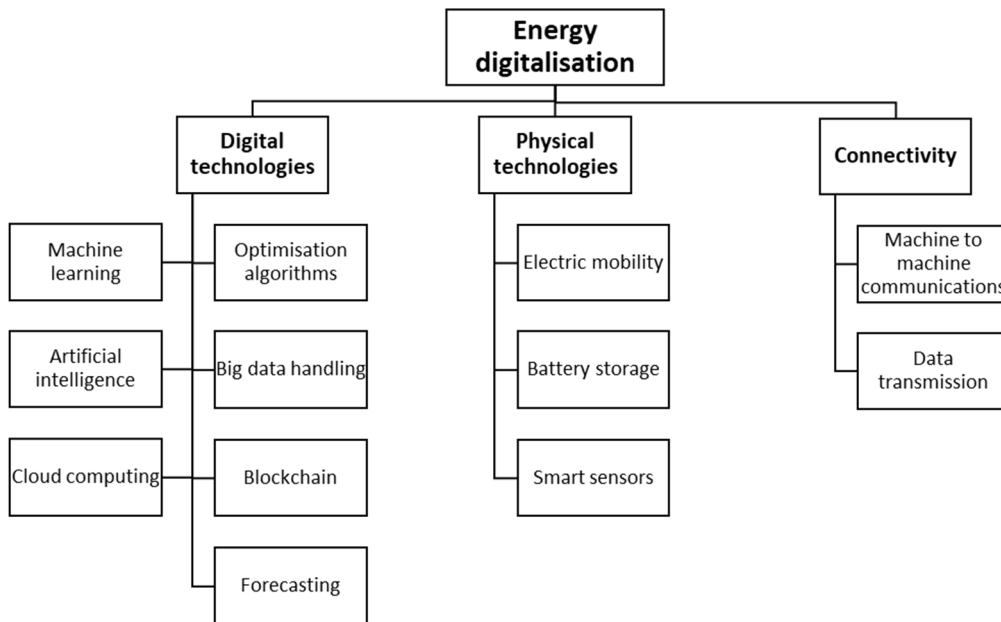 Energy
digitalisation
Digital
technologies
Physical
technologies
Connectivity
Machine
learning
Optimisation
algorithms
Electric mobility
Machine to
machine
communications
Artificial
intelligence
Big data handling
Battery storage
Data
transmission
Cloud computing
Blockchain
Smart sensors
Forecasting